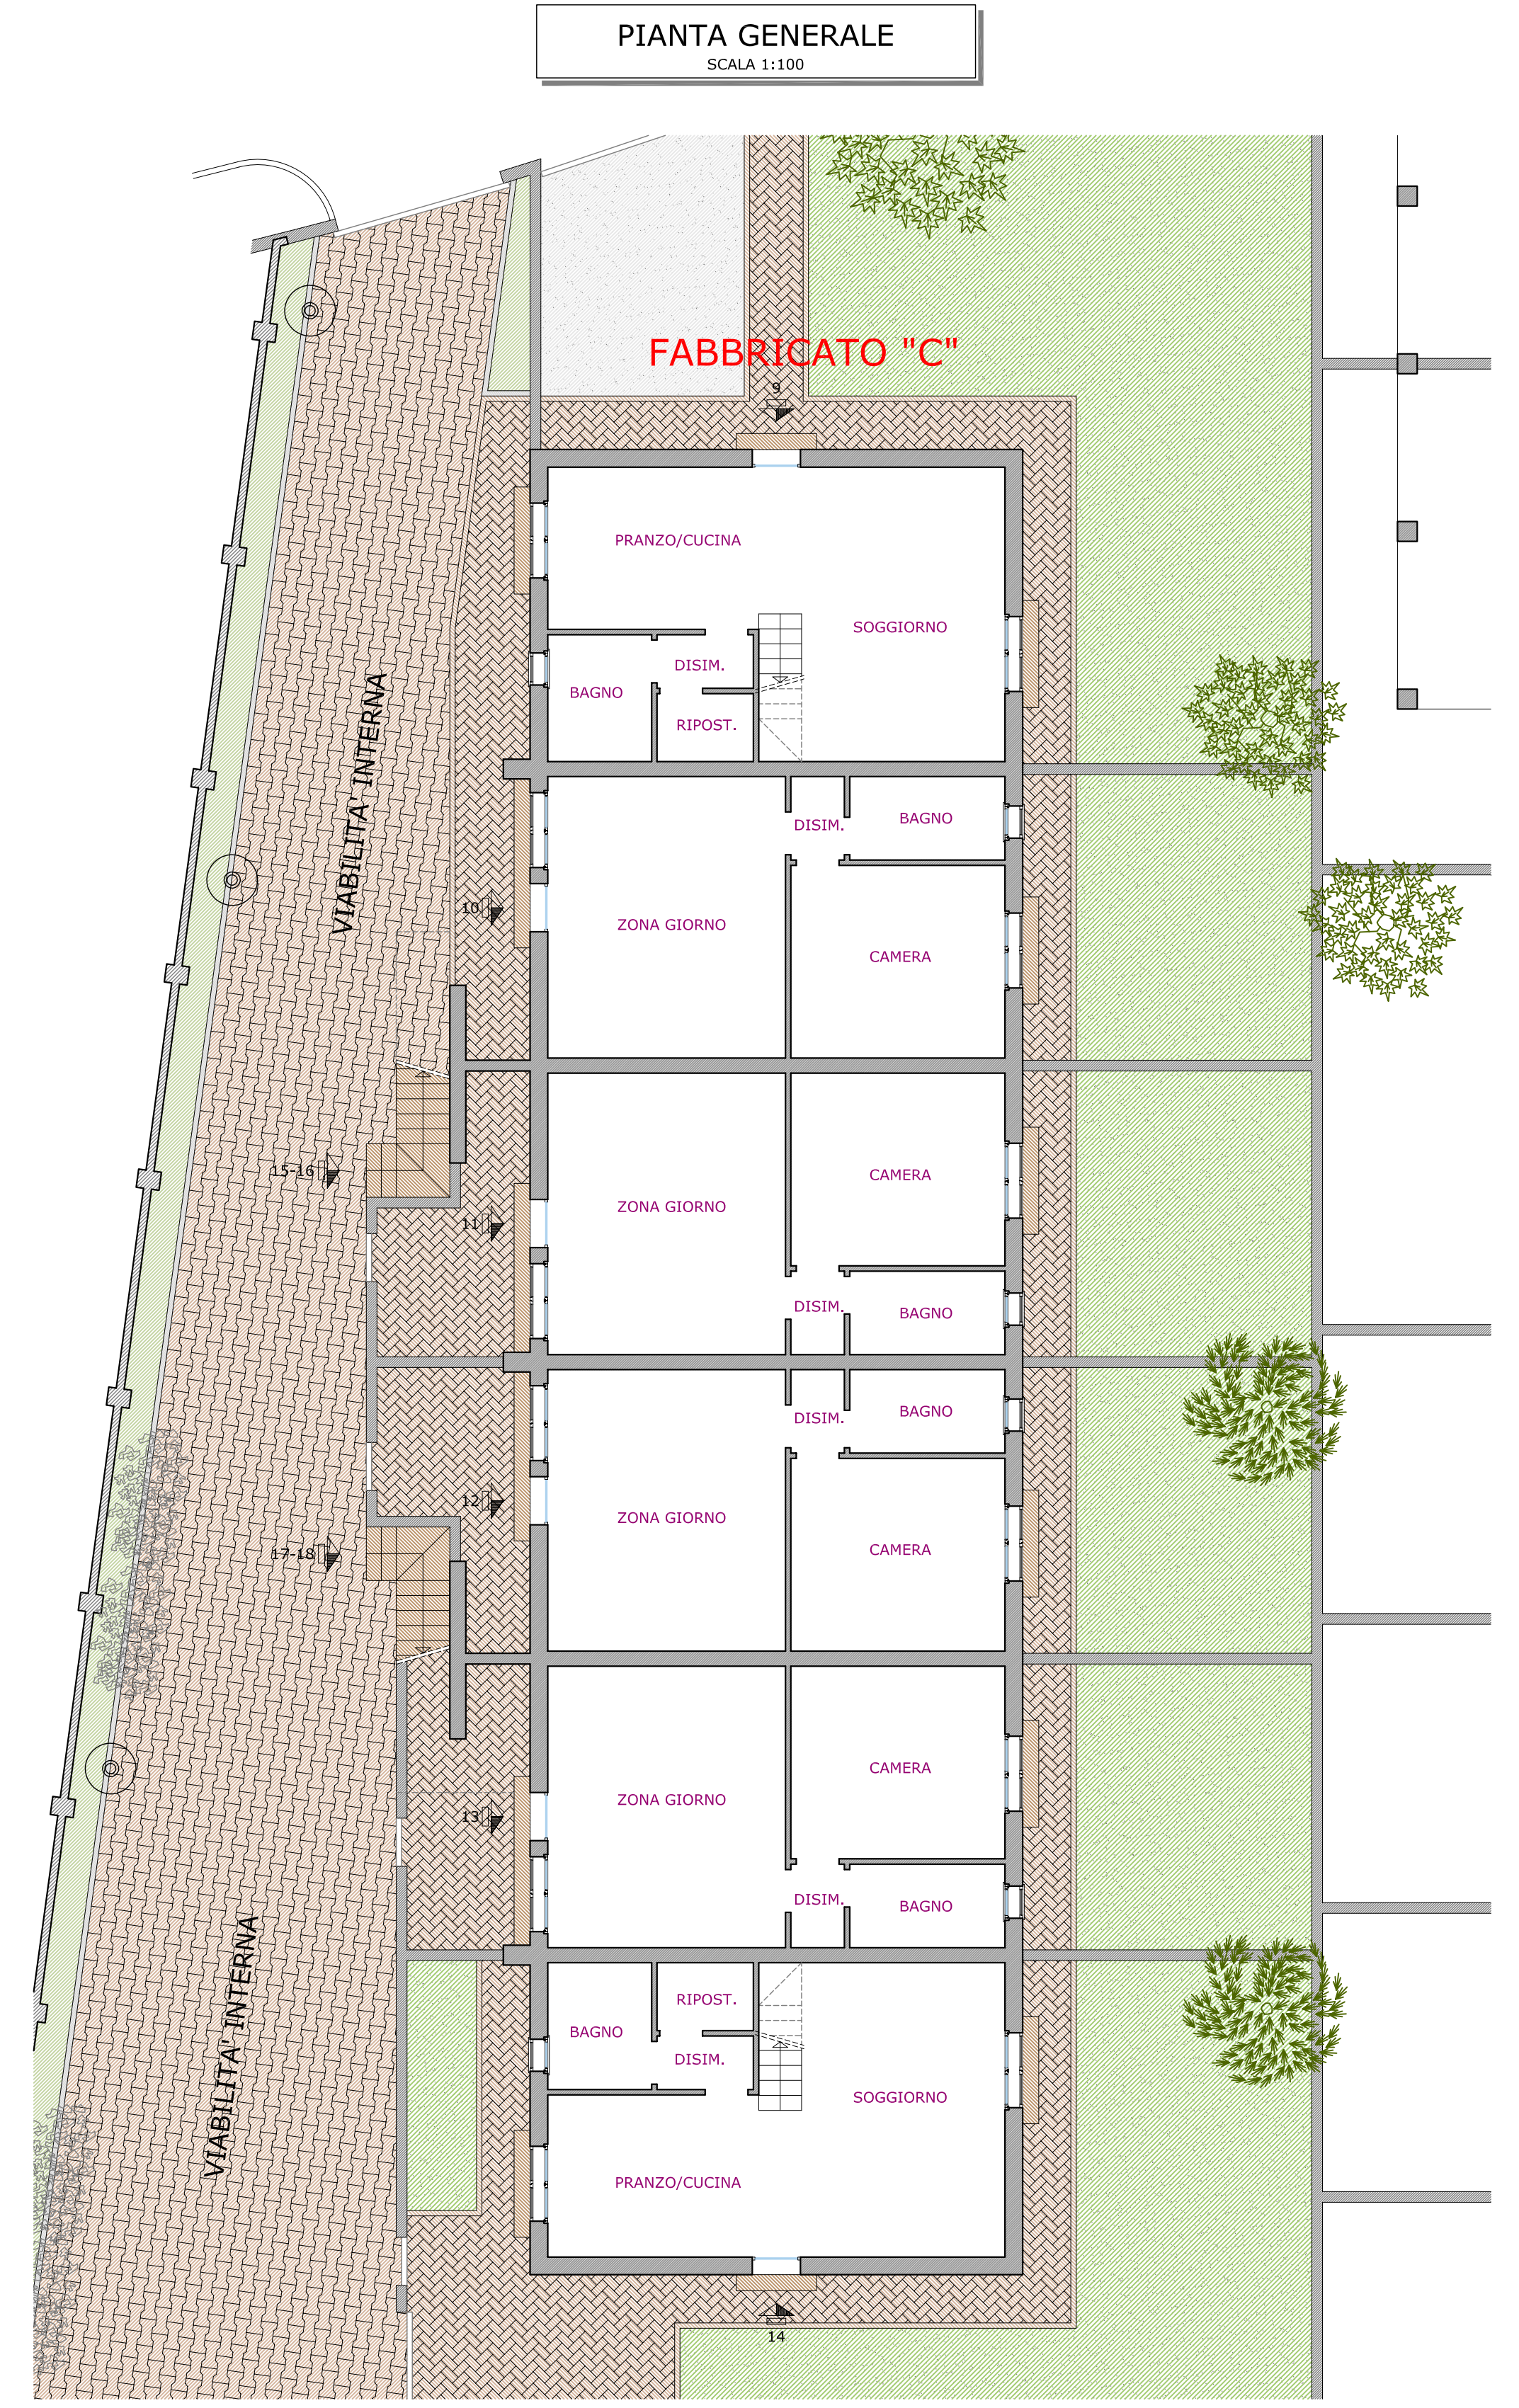 PIANTA GENERALE
SCALA 1:100
FABBRICATO "C"
9
PRANZO/CUCINA
SOGGIORNO
DISIM.
BAGNO
RIPOST.
VIABILITA' INTERNA
DISIM.
BAGNO
10
ZONA GIORNO
CAMERA
15-16
CAMERA
11
ZONA GIORNO
DISIM.
BAGNO
DISIM.
BAGNO
12
ZONA GIORNO
17-18
CAMERA
CAMERA
13
ZONA GIORNO
DISIM.
BAGNO
VIABILITA' INTERNA
RIPOST.
BAGNO
DISIM.
SOGGIORNO
PRANZO/CUCINA
14